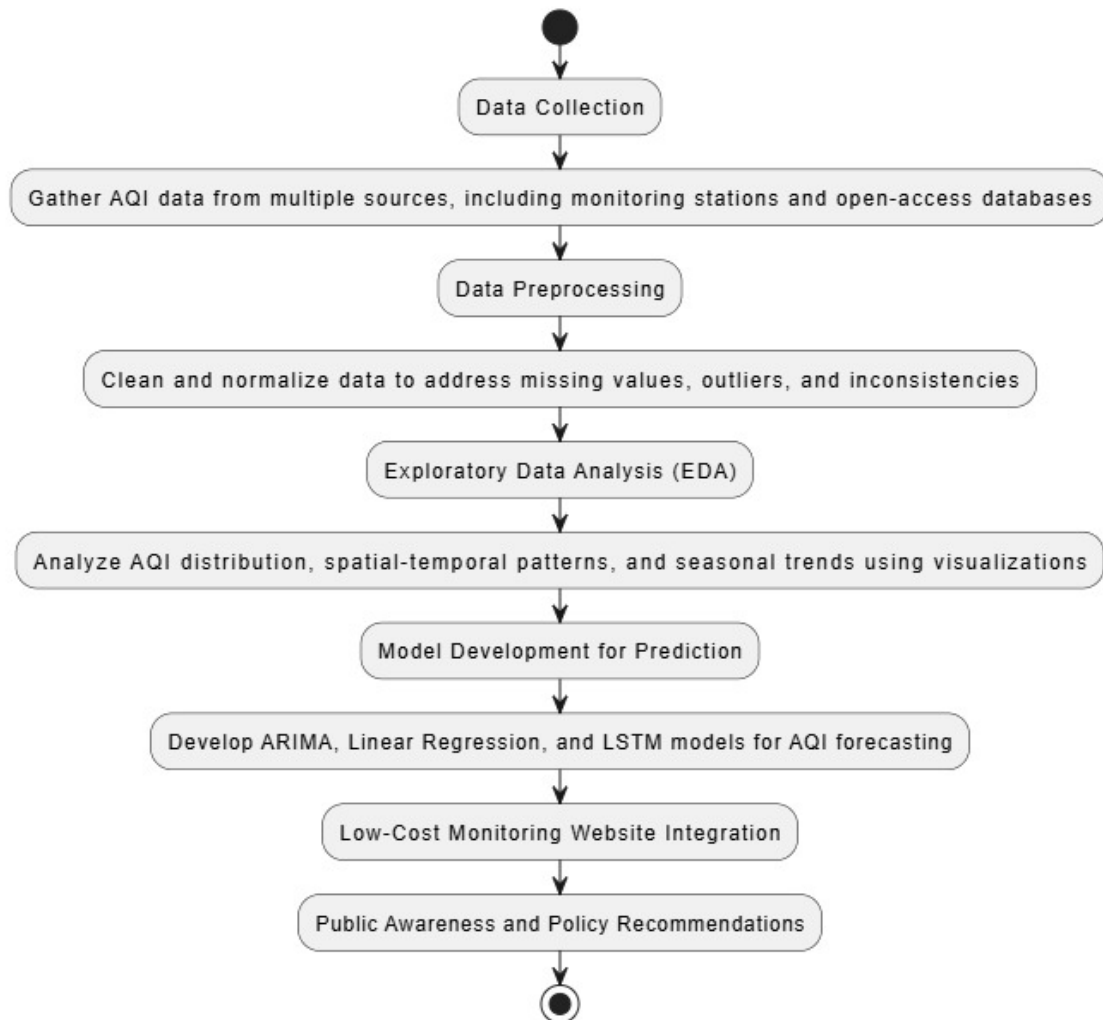 Data Collection
Gather AQI data from multiple sources, including monitoring stations and open-access databases
Data Preprocessing
Clean and normalize data to address missing values, outliers, and inconsistencies
Exploratory Data Analysis (EDA)
Analyze AQI distribution, spatial-temporal patterns, and seasonal trends using visualizations
Model Development for Prediction
Develop ARIMA, Linear Regression, and LSTM models for AQI forecasting
Low-Cost Monitoring Website Integration
Public Awareness and Policy Recommendations